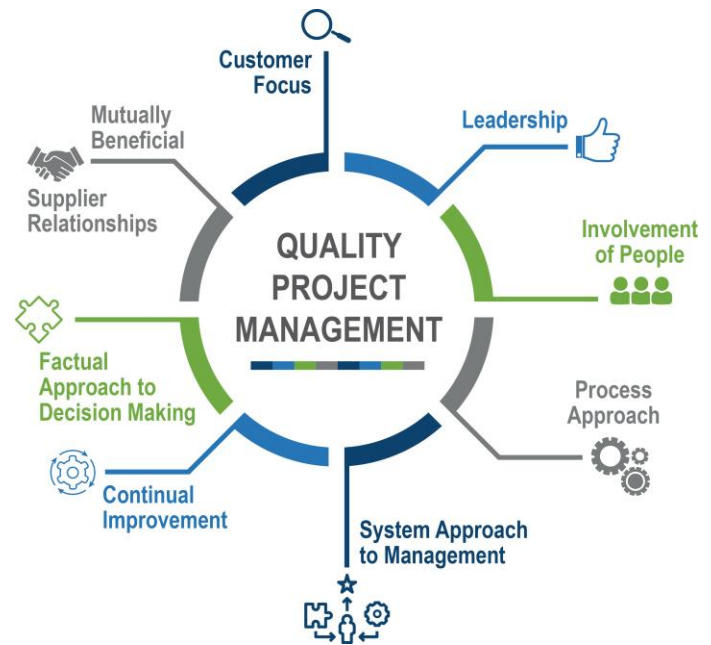 Customer
Focus
Leadership
Involvement
of People
Process
Approach
System Approach
to Management
Continual
Improvement
Factual
Approach to
Decision Making
Mutually
Beneficial
Supplier
Relationships
QUALITY
PROJECT
MANAGEMENT